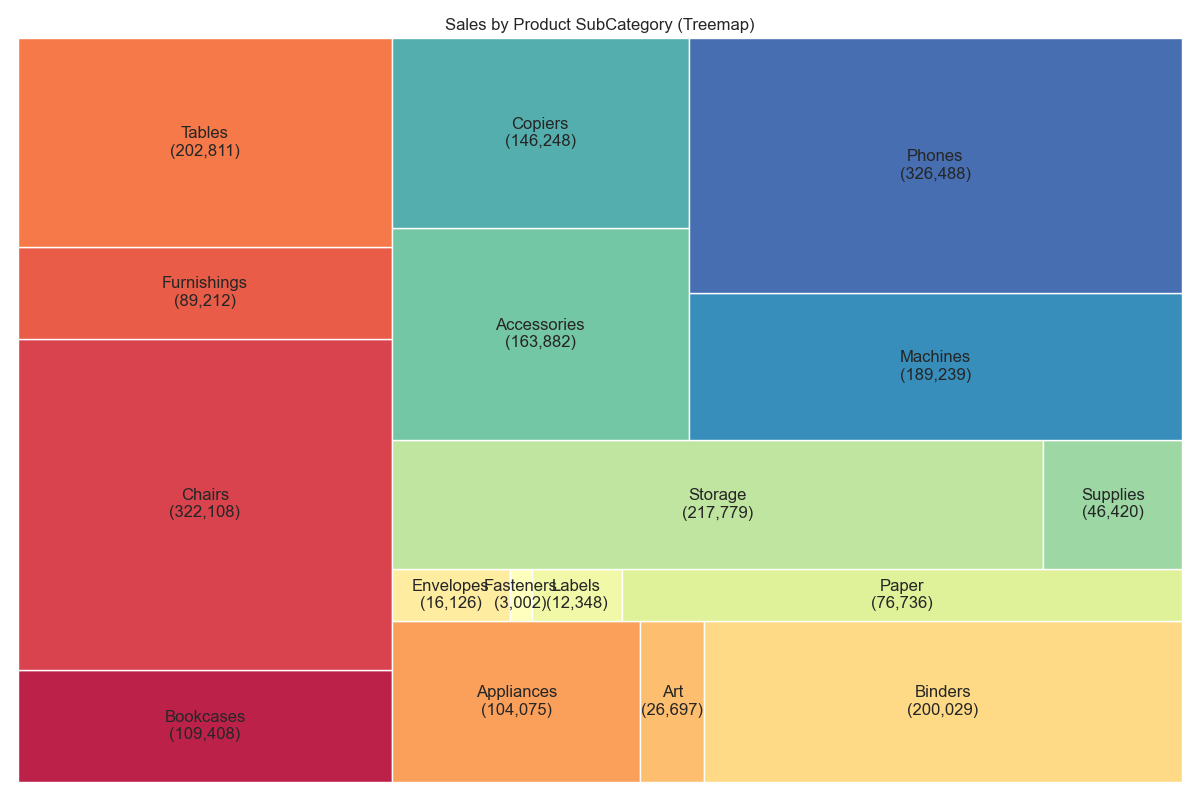 Sales by Product SubCategory (Treemap)
Tables
(202,811)
Furnishings
(89,212)
Chairs
(322,108)
Bookcases
(109,408)
Copiers
(146,248)
Accessories
(163,882)
Phones
(326,488)
Machines
(189,239)
Storage
(217,779)
Supplies
(46,420)
Envelopes
(16,126)
Fasteners
(3,002)
Labels
(12,348)
Paper
(76,736)
Appliances
(104,075)
Art
(26,697)
Binders
(200,029)